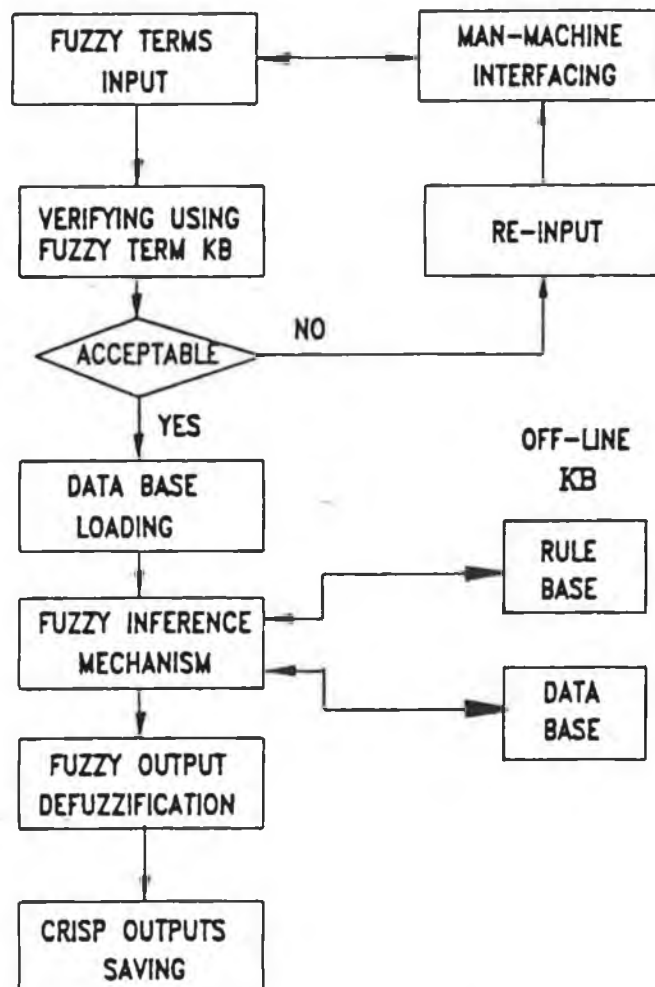 FUZZY TERMS
INPUT
MAN-MACHINE
INTERFACING
VERIFYING USING
FUZZY TERM KB
RE-INPUT
ACCEPTABLE
NO
YES
OFF-LINE
KB
DATA BASE
LOADING
RULE
BASE
FUZZY INFERENCE
MECHANISM
DATA
BASE
FUZZY OUTPUT
DEFUZZIFICATION
CRISP OUTPUTS
SAVING